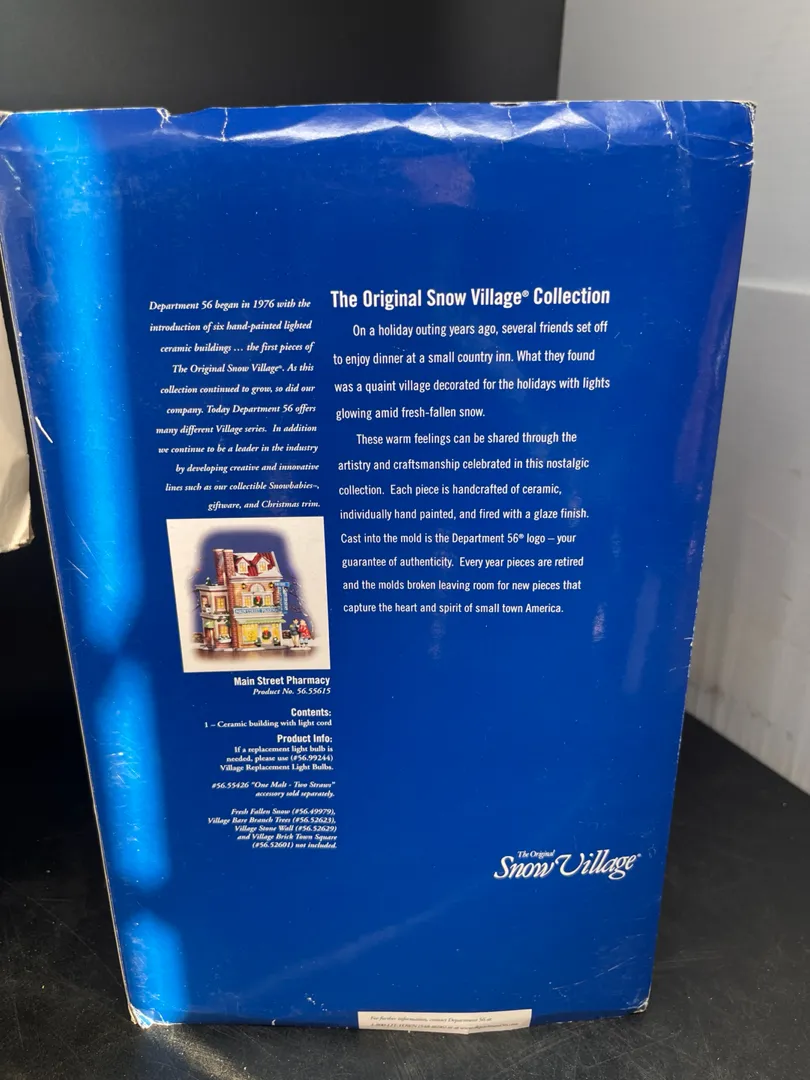 Department 56 began in 1976 with the
introduction of six hand-painted lighted
ceramic buildings ... the first pieces of
The Original Snow Village®. As this
collection continued to grow, so did our
company. Today Department 56 offers
many different Village series. In addition
we continue to be a leader in the industry
by developing creative and innovative
lines such as our collectible Snowbabies™,
giftware, and Christmas trim.
MAIN STREET PHARMACY
Main Street Pharmacy
Product No. 56.55615
Contents:
1 – Ceramic building with light cord
Product Info:
If a replacement light bulb is
needed, please use (#56.99244)
Village Replacement Light Bulbs.
#56.55426 "One Malt - Two Straws"
accessory sold separately.
Fresh Fallen Snow (#56.49979),
Village Bare Branch Trees (#56.52623),
Village Stone Wall (#56.52629)
and Village Brick Town Square
(#56.52601) not included.
The Original Snow Village® Collection
On a holiday outing years ago, several friends set off
to enjoy dinner at a small country inn. What they found
was a quaint village decorated for the holidays with lights
glowing amid fresh-fallen snow.
These warm feelings can be shared through the
artistry and craftsmanship celebrated in this nostalgic
collection. Each piece is handcrafted of ceramic,
individually hand painted, and fired with a glaze finish.
Cast into the mold is the Department 56® logo – your
guarantee of authenticity. Every year pieces are retired
and the molds broken leaving room for new pieces that
capture the heart and spirit of small town America.
The Original
Snow Village®
For further information, contact Department 56 at